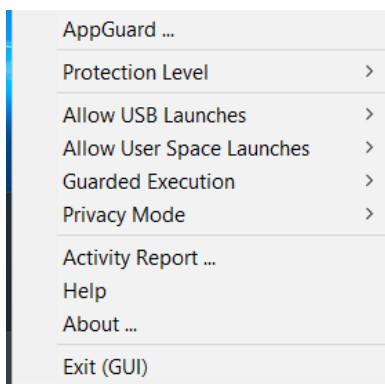 AppGuard ...
Protection Level
Allow USB Launches
Allow User Space Launches
Guarded Execution
Privacy Mode
Activity Report ...
Help
About ...
Exit (GUI)